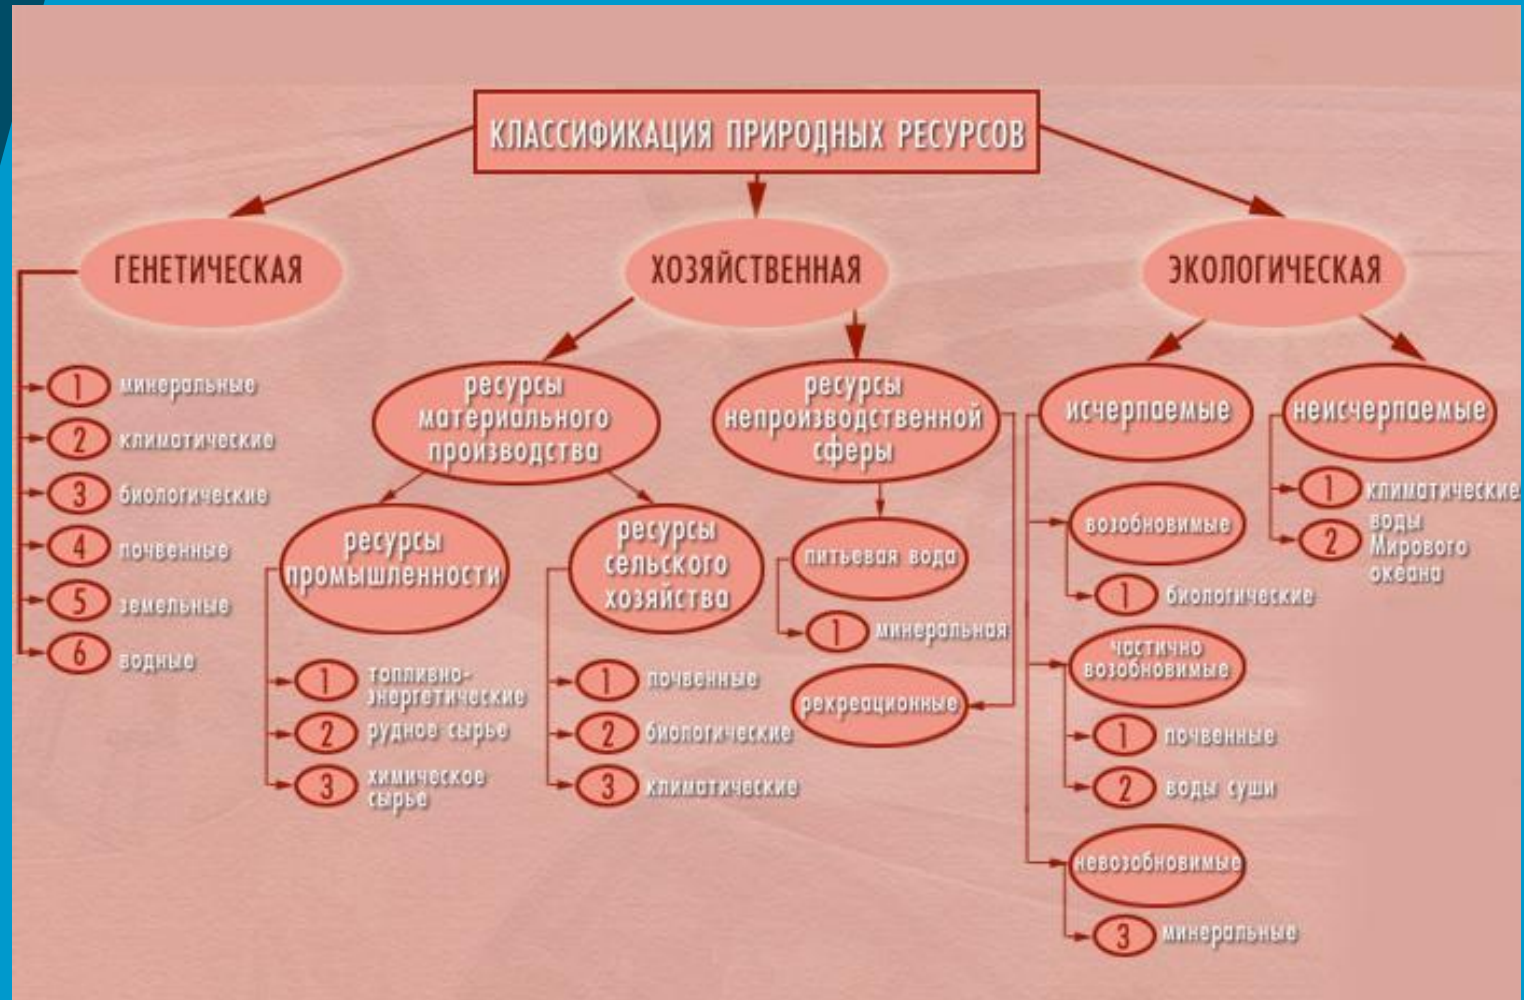 КЛАССИФИКАЦИЯ ПРИРОДНЫХ РЕСУРСОВ
ГЕНЕТИЧЕСКАЯ
1 минеральные
2 климатические
3 биологические
4 почвенные
5 земельные
6 водные
ХОЗЯЙСТВЕННАЯ
ресурсы
материального
производства
ресурсы
промышленности
1 топливно-
энергетические
2 рудное сырье
3 химическое
сырье
ресурсы
сельского
хозяйства
1 почвенные
2 биологические
3 климатические
ресурсы
непроизводственной
сферы
питьевая вода
1 минеральная
рекреационные
ЭКОЛОГИЧЕСКАЯ
исчерпаемые
возобновимые
1 биологические
частично
возобновимые
1 почвенные
2 воды суши
невозобновимые
3 минеральные
неисчерпаемые
1 климатические
2 воды
Мирового
океана